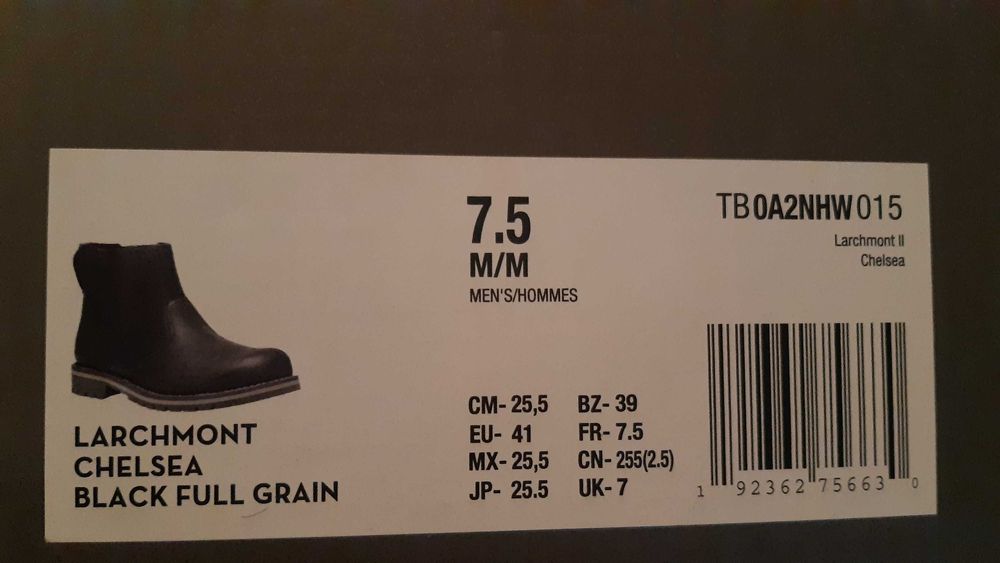 7.5
M/M
MEN'S/HOMMES
TB0A2NHW015
Larchmont II
Chelsea
LARCHMONT
CHELSEA
BLACK FULL GRAIN
CM- 25,5 BZ- 39
EU- 41 FR- 7.5
MX- 25,5 CN- 255(2.5)
JP- 25.5 UK- 7
1 92362 75663 0